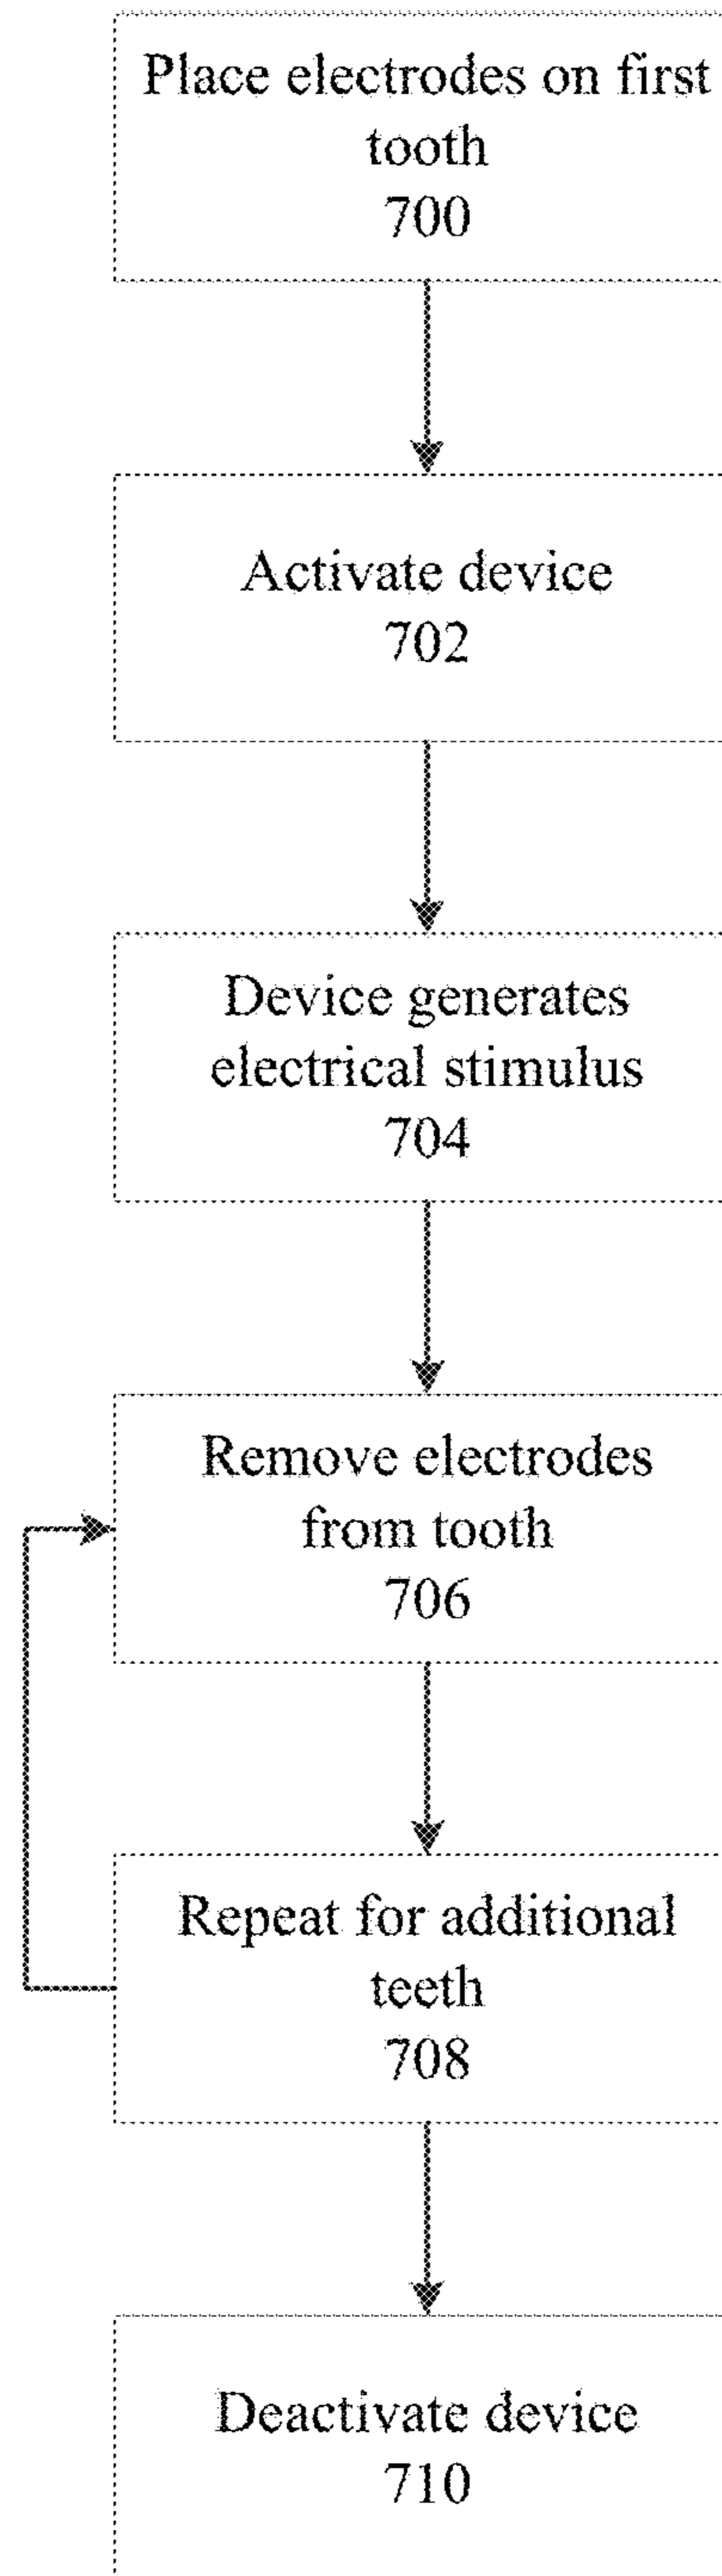 Place electrodes on first
tooth
700
Activate device
702
Device generates
electrical stimulus
704
Remove electrodes
from tooth
706
Repeat for additional
teeth
708
Deactivate device
710